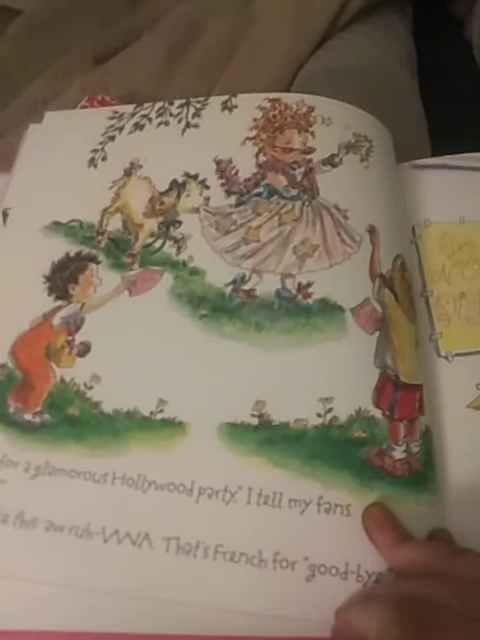 for a glamorous Hollywood party." I tell my fans
this: aw ruh-VWA. That's French for "good-bye